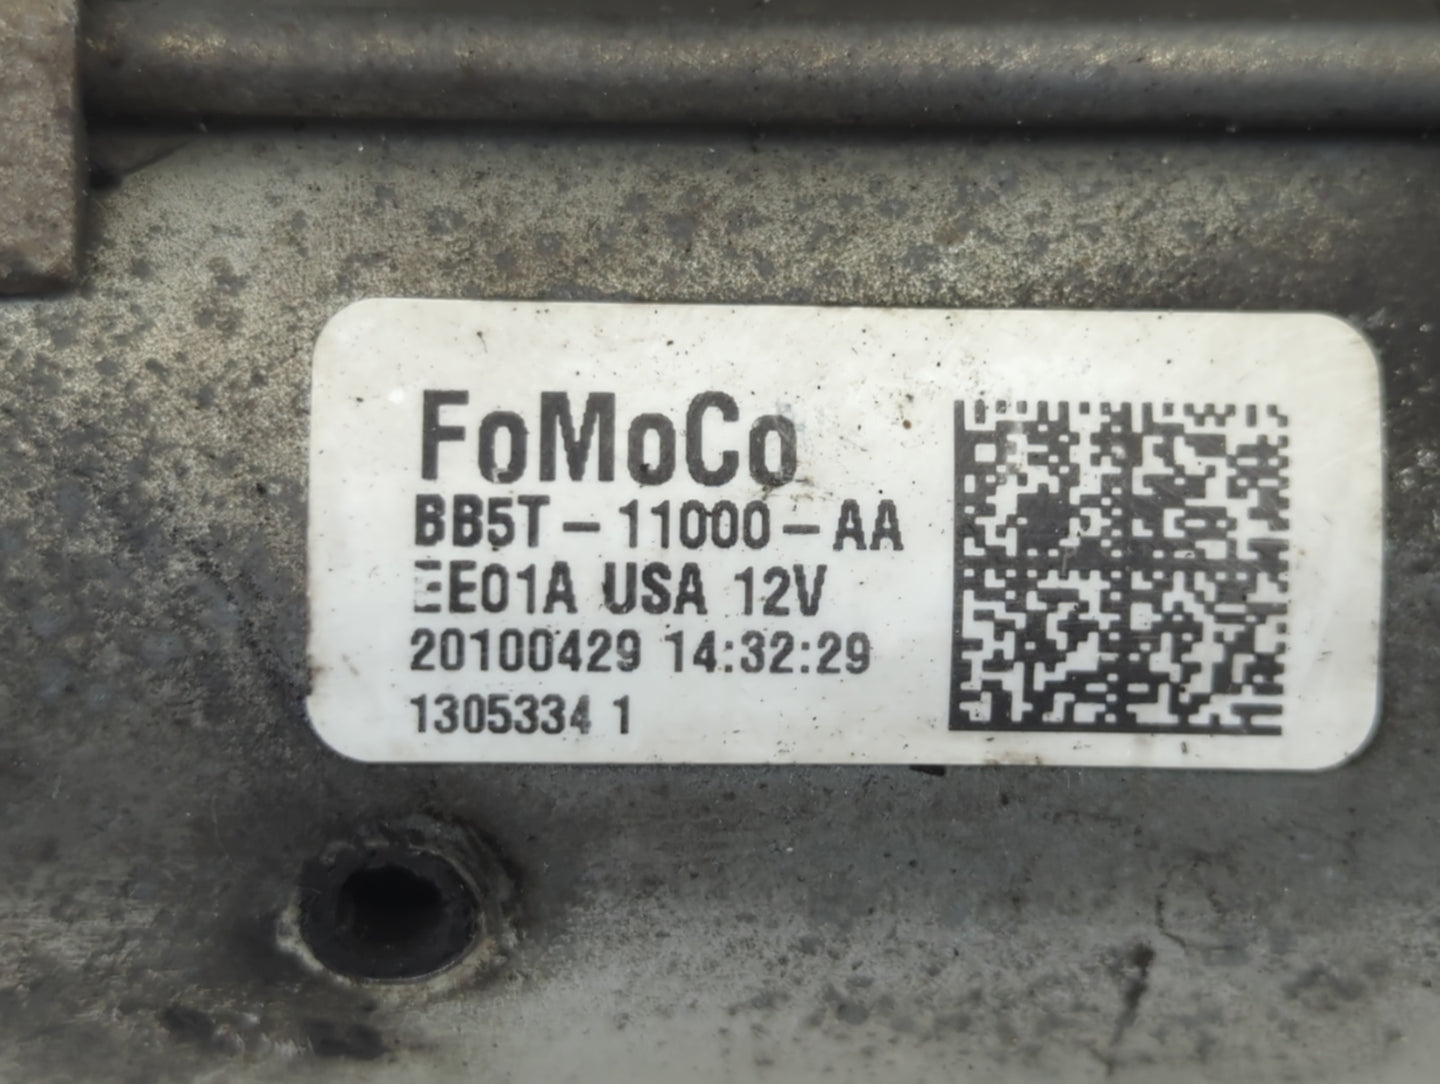 FoMoCo
BB5T-11000-AA
EE01A USA 12V
20100429 14:32:29
1305334 1